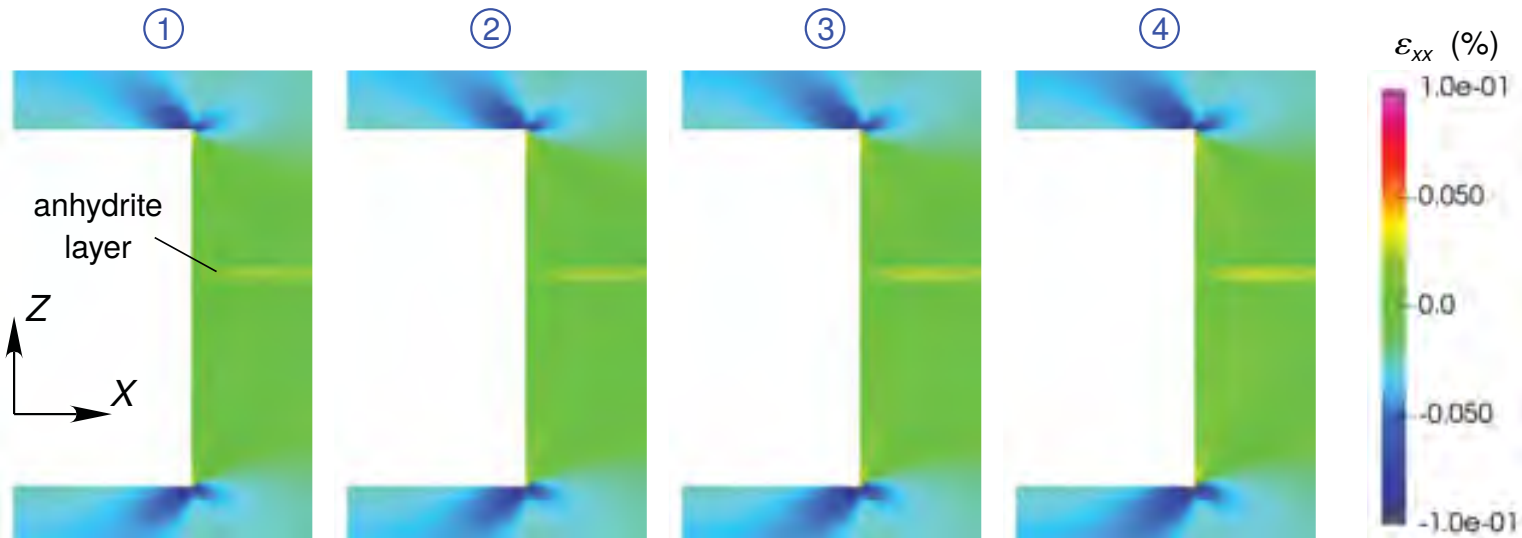 ① ② ③ ④
εxx (%)
1.0e-01
0.050
0.0
-0.050
-1.0e-01
anhydrite
layer
Z
X